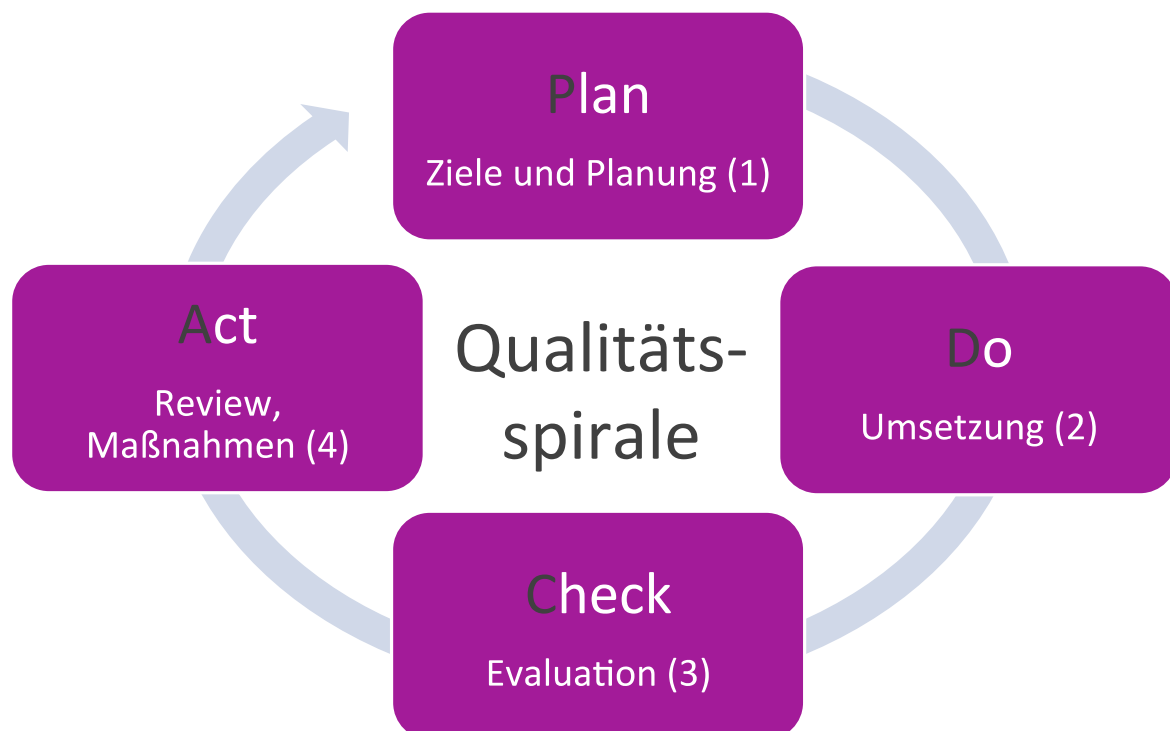 Plan
Ziele und Planung (1)
Do
Umsetzung (2)
Check
Evaluation (3)
Act
Review,
Maßnahmen (4)
Qualitäts-
spirale